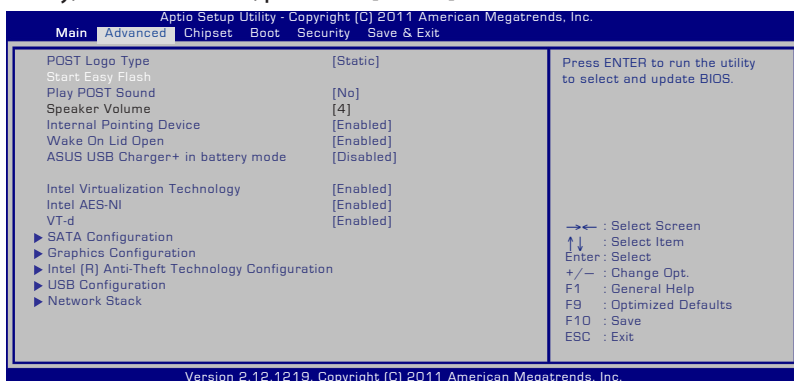 Aptio Setup Utility - Copyright (C) 2011 American Megatrends, Inc.
Main Advanced Chipset Boot Security Save & Exit
POST Logo Type [Static]
Start Easy Flash
Play POST Sound [No]
Speaker Volume [4]
Internal Pointing Device [Enabled]
Wake On Lid Open [Enabled]
ASUS USB Charger+ in battery mode [Disabled]
Intel Virtualization Technology [Enabled]
Intel AES-NI [Enabled]
VT-d [Enabled]
▶ SATA Configuration
▶ Graphics Configuration
▶ Intel (R) Anti-Theft Technology Configuration
▶ USB Configuration
▶ Network Stack
Press ENTER to run the utility
to select and update BIOS.
→← : Select Screen
↑↓ : Select Item
Enter : Select
+/− : Change Opt.
F1 : General Help
F9 : Optimized Defaults
F10 : Save
ESC : Exit
Version 2.12.1219. Copyright (C) 2011 American Megatrends, Inc.